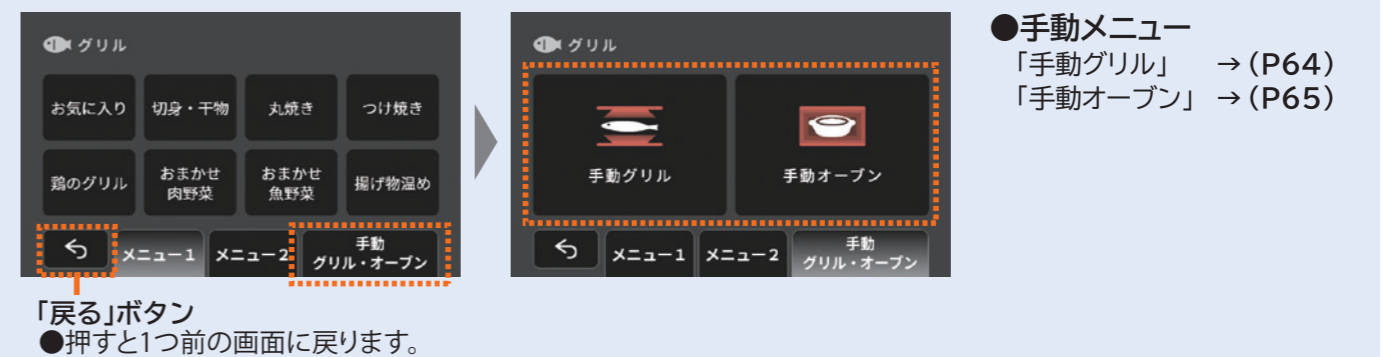 グリル
お気に入り
切身・干物
丸焼き
つけ焼き
鶏のグリル
おまかせ
肉野菜
おまかせ
魚野菜
揚げ物温め
メニュー1
メニュー2
手動
グリル・オーブン
「戻る」ボタン
●押すと1つ前の画面に戻ります。
グリル
手動グリル
手動オーブン
メニュー1
メニュー2
手動
グリル・オーブン
●手動メニュー
「手動グリル」 →(P64)
「手動オーブン」 →(P65)